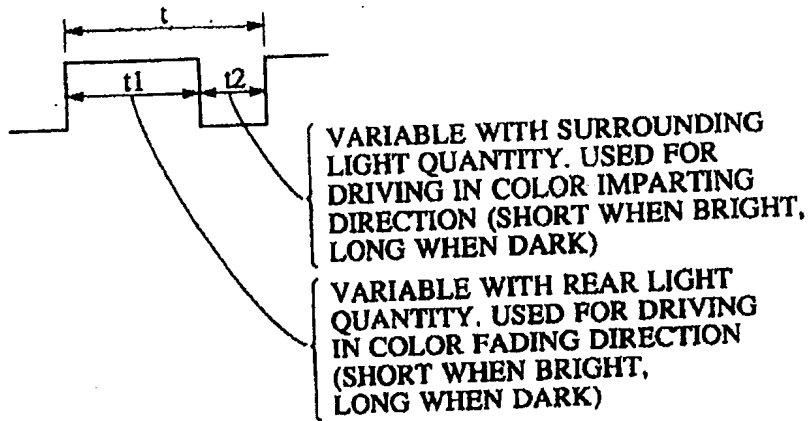 t
t1
t2
VARIABLE WITH SURROUNDING
LIGHT QUANTITY. USED FOR
DRIVING IN COLOR IMPARTING
DIRECTION (SHORT WHEN BRIGHT,
LONG WHEN DARK)
VARIABLE WITH REAR LIGHT
QUANTITY. USED FOR DRIVING
IN COLOR FADING DIRECTION
(SHORT WHEN BRIGHT,
LONG WHEN DARK)